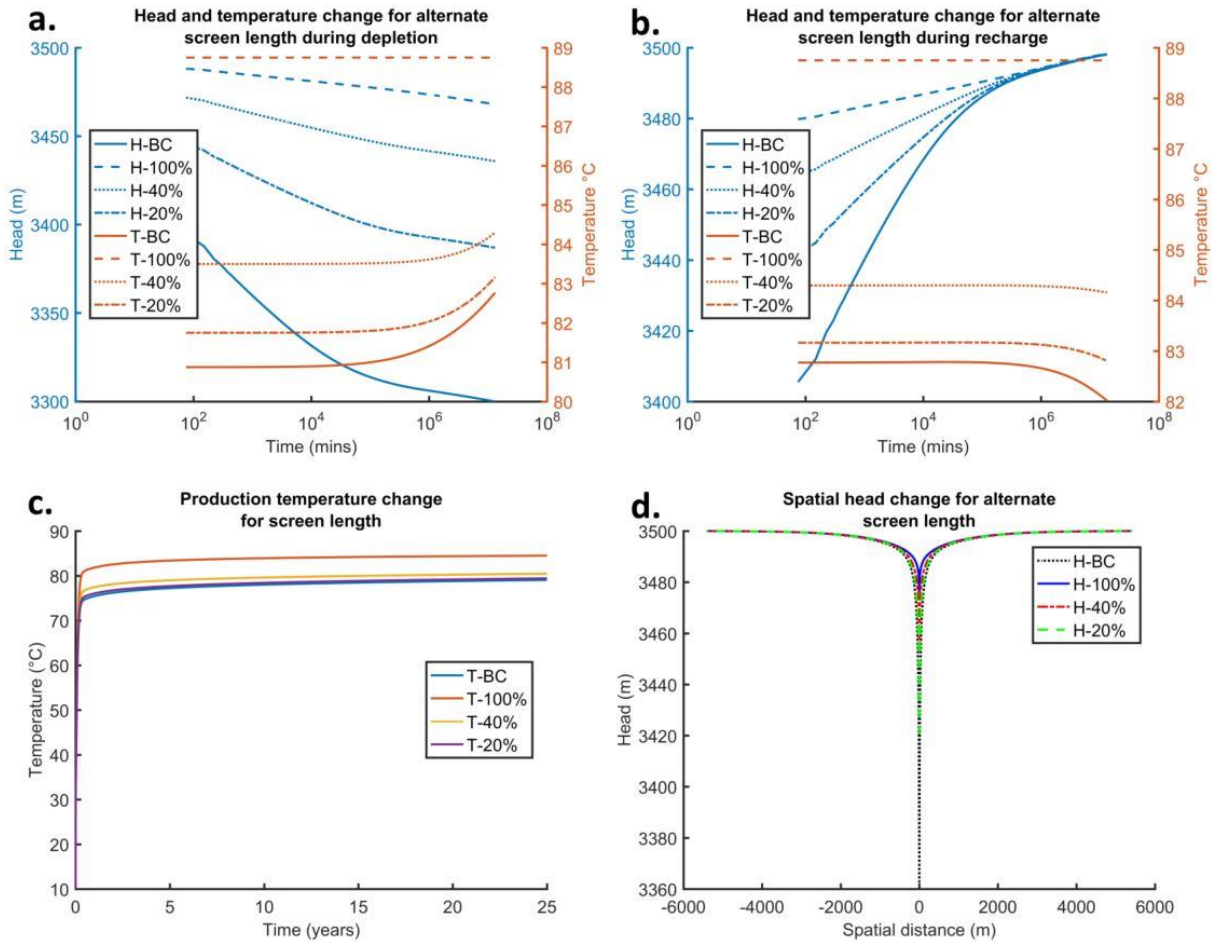 a.
Head and temperature change for alternate
screen length during depletion
3500
3450
3400
3350
3300
Head (m)
H-BC
H-100%
H-40%
H-20%
T-BC
T-100%
T-40%
T-20%
89
88
87
86
85
84
83
82
81
80
Temperature °C
10^0
10^2
10^4
10^6
10^8
Time (mins)
b.
Head and temperature change for alternate
screen length during recharge
3500
3480
3460
3440
3420
3400
Head (m)
H-BC
H-100%
H-40%
H-20%
T-BC
T-100%
T-40%
T-20%
89
88
87
86
85
84
83
82
Temperature °C
10^0
10^2
10^4
10^6
10^8
Time (mins)
c.
Production temperature change
for screen length
90
80
70
60
50
40
30
20
10
Temperature (°C)
T-BC
T-100%
T-40%
T-20%
0
5
10
15
20
25
Time (years)
d.
Spatial head change for alternate
screen length
3500
3480
3460
3440
3420
3400
3380
3360
Head (m)
H-BC
H-100%
H-40%
H-20%
-6000
-4000
-2000
0
2000
4000
6000
Spatial distance (m)